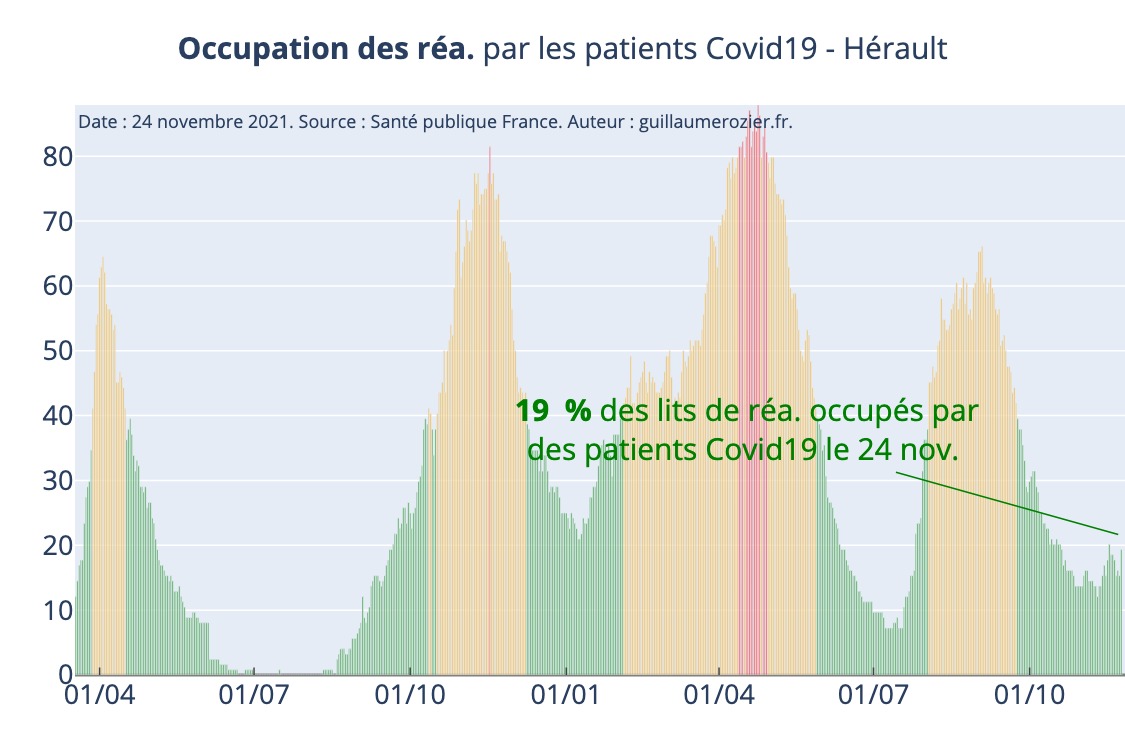 Occupation des réa. par les patients Covid19 - Hérault
Date : 24 novembre 2021. Source : Santé publique France. Auteur : guillaumerozier.fr.
80
70
60
50
40
30
20
10
0
19 % des lits de réa. occupés par
des patients Covid19 le 24 nov.
01/04 01/07 01/10 01/01 01/04 01/07 01/10